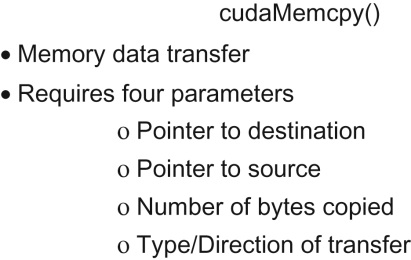 cudaMemcpy()
• Memory data transfer
• Requires four parameters
o Pointer to destination
o Pointer to source
o Number of bytes copied
o Type/Direction of transfer